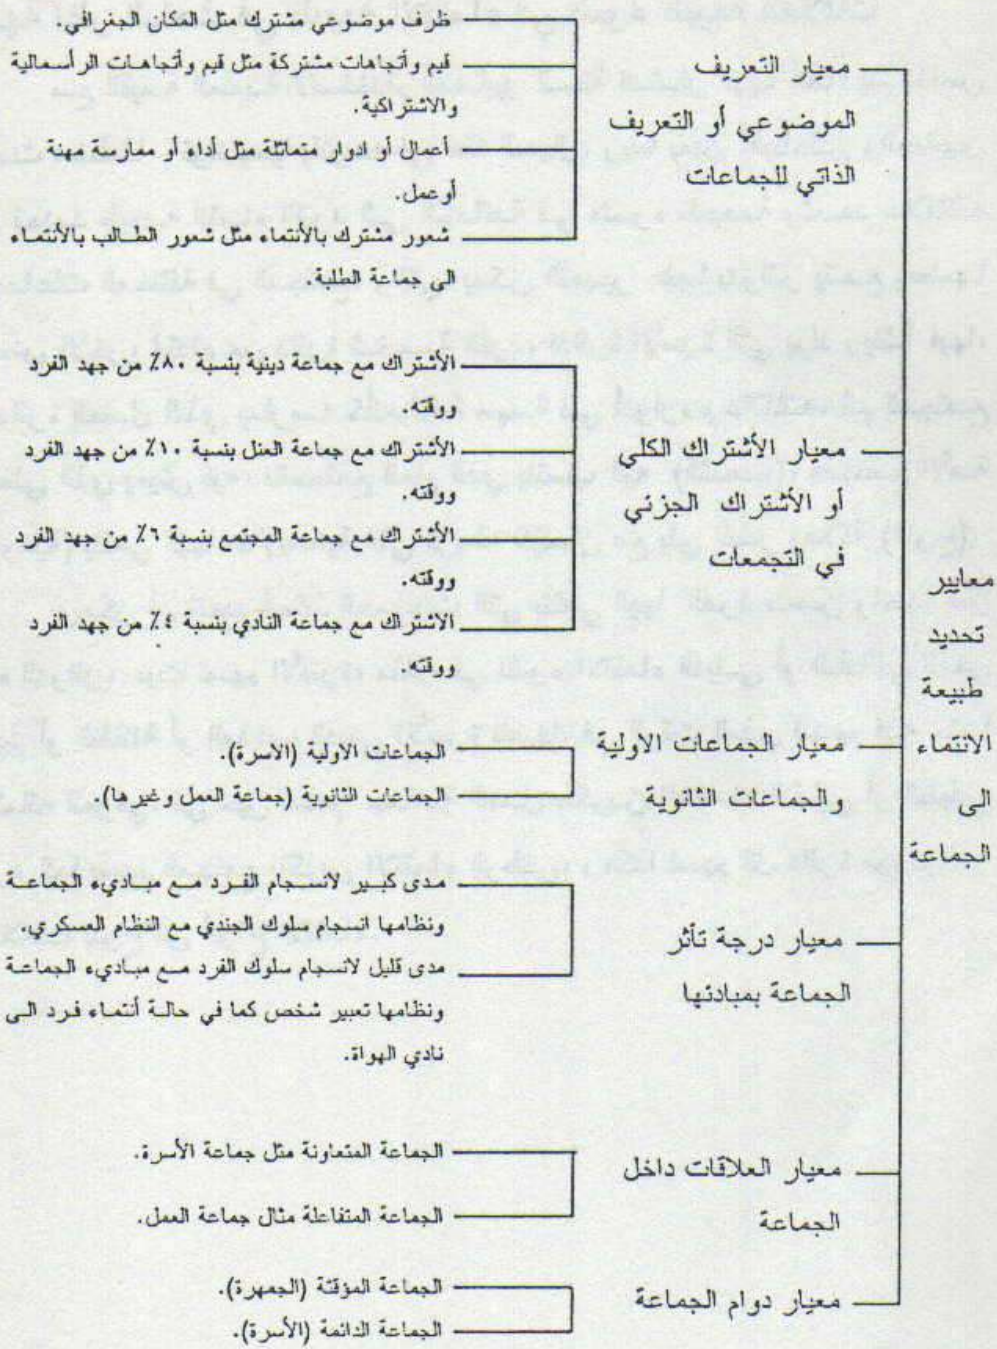 معايير
تحديد
طبيعة
الانتماء
الى
الجماعة
معيار التعريف
الموضوعي أو التعريف
الذاتي للجماعات
ظرف موضوعي مشترك مثل المكان الجغرافي.
قيم وأتجاهات مشتركة مثل قيم وأتجاهات الرأسمالية
والاشتراكية.
أعمال أو ادوار متماثلة مثل أداء أو ممارسة مهنة
أوعمل.
شعور مشترك بالأنتماء مثل شعور الطالب بالأنتماء
الى جماعة الطلبة.
معيار الأشتراك الكلي
أو الأشتراك الجزئي
في التجمعات
الأشتراك مع جماعة دينية بنسبة ٨٠٪ من جهد الفرد
ووقته.
الأشتراك مع جماعة العنل بنسبة ١٠٪ من جهد الفرد
ووقته.
الأشتراك مع جماعة المجتمع بنسبة ٦٪ من جهد الفرد
ووقته.
الاشتراك مع جماعة النادي بنسبة ٤٪ من جهد الفرد
ووقته.
معيار الجماعات الاولية
والجماعات الثانوية
الجماعات الاولية (الاسرة).
الجماعات الثانوية (جماعة العمل وغيرها).
معيار درجة تأثر
الجماعة بمبادئها
مدى كبير لانسجام الفرد مع مباديء الجماعة
ونظامها انسجام سلوك الجندي مع النظام العسكري.
مدى قليل لانسجام سلوك الفرد مع مباديء الجماعة
ونظامها تعبير شخص كما في حالة أنتماء فرد الى
نادي الهواة.
معيار العلاقات داخل
الجماعة
الجماعة المتعاونة مثل جماعة الأسرة.
الجماعة المتفاعلة مثال جماعة العمل.
معيار دوام الجماعة
الجماعة المؤقتة (الجمهرة).
الجماعة الدائمة (الأسرة).